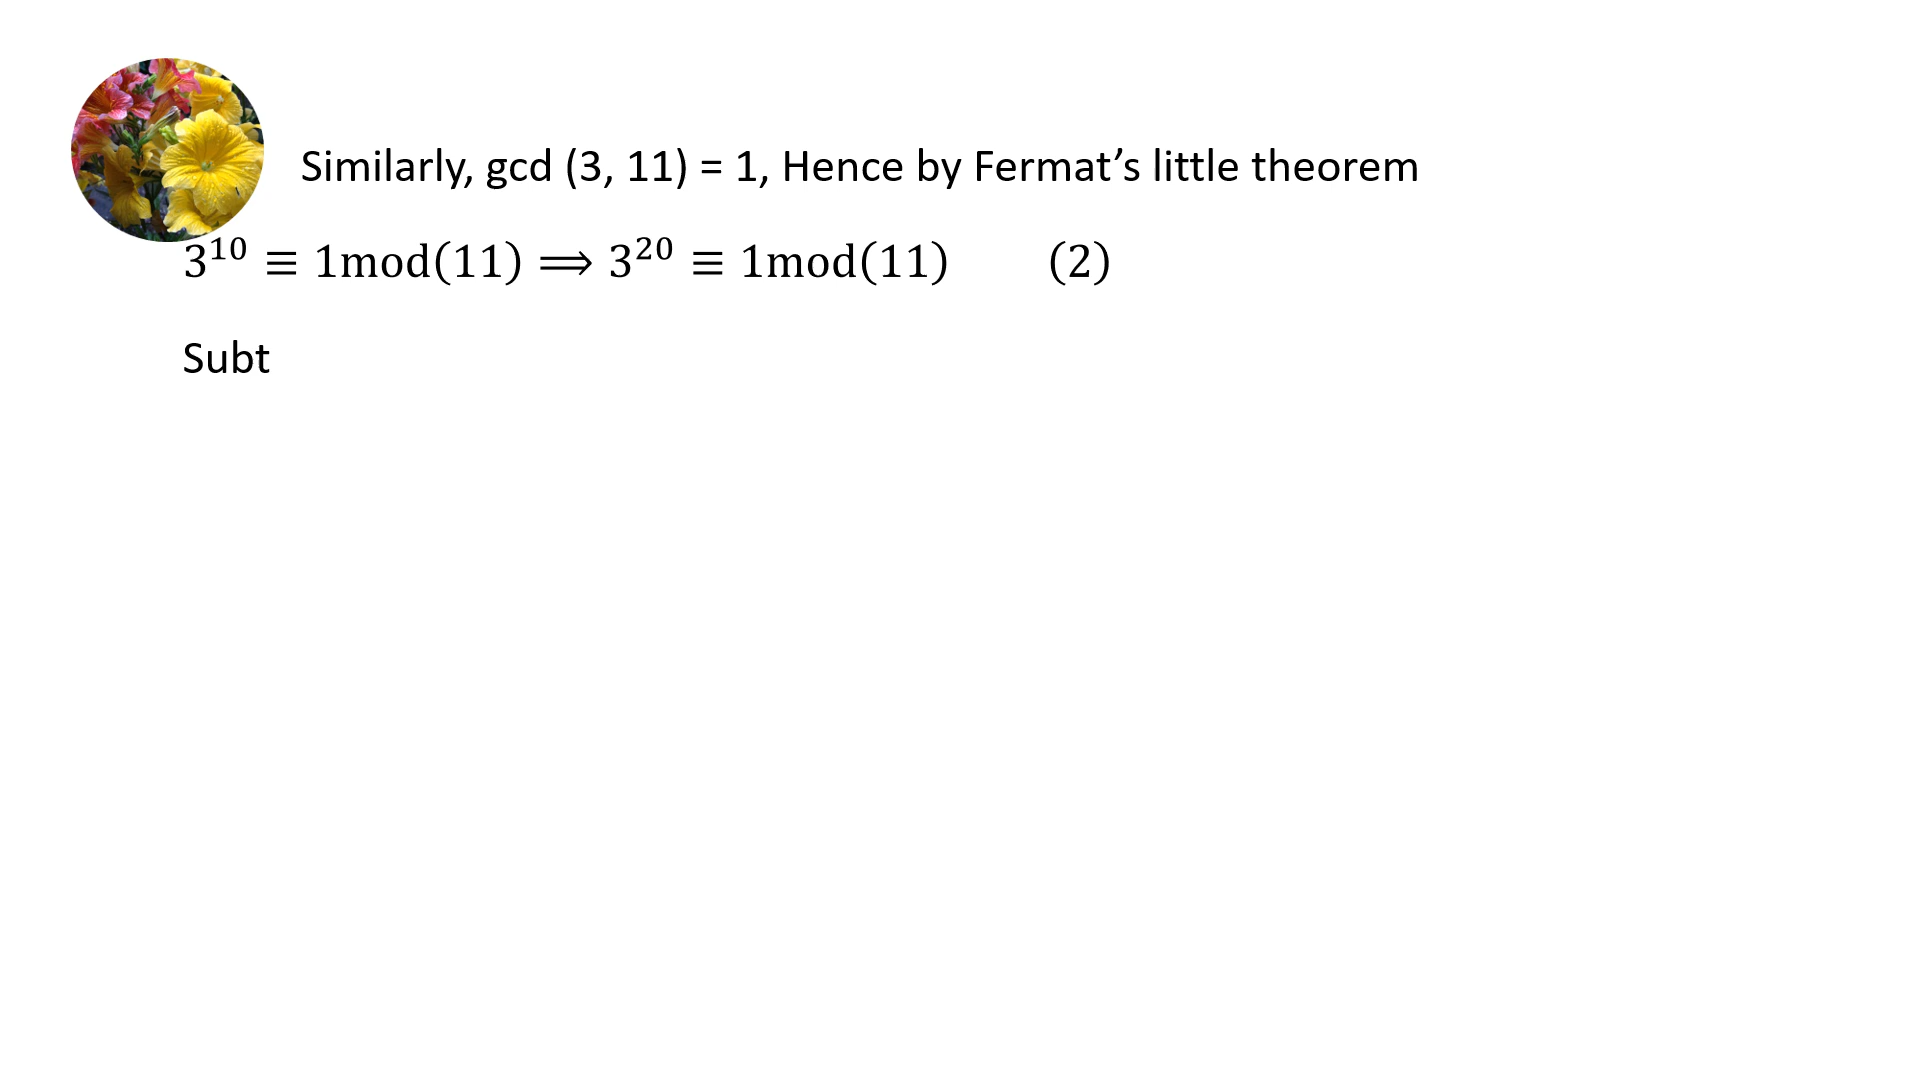 Similarly, gcd (3, 11) = 1, Hence by Fermat’s little theorem
3¹⁰ ≡ 1mod(11) ⟹ 3²⁰ ≡ 1mod(11) (2)
Subt